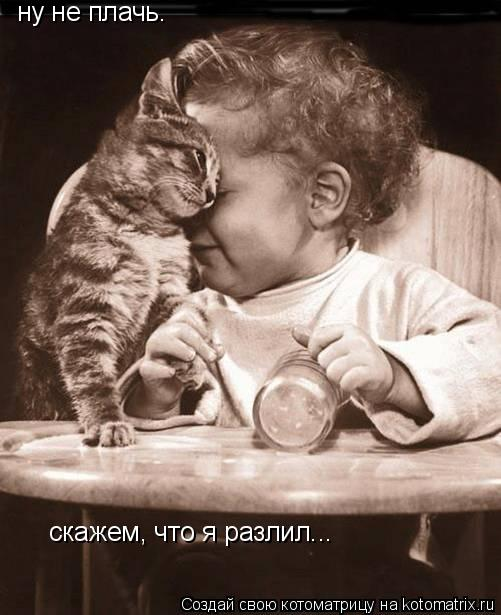 ну не плачь.
скажем, что я разлил...
Создай свою котоматрицу на kotomatrix.ru